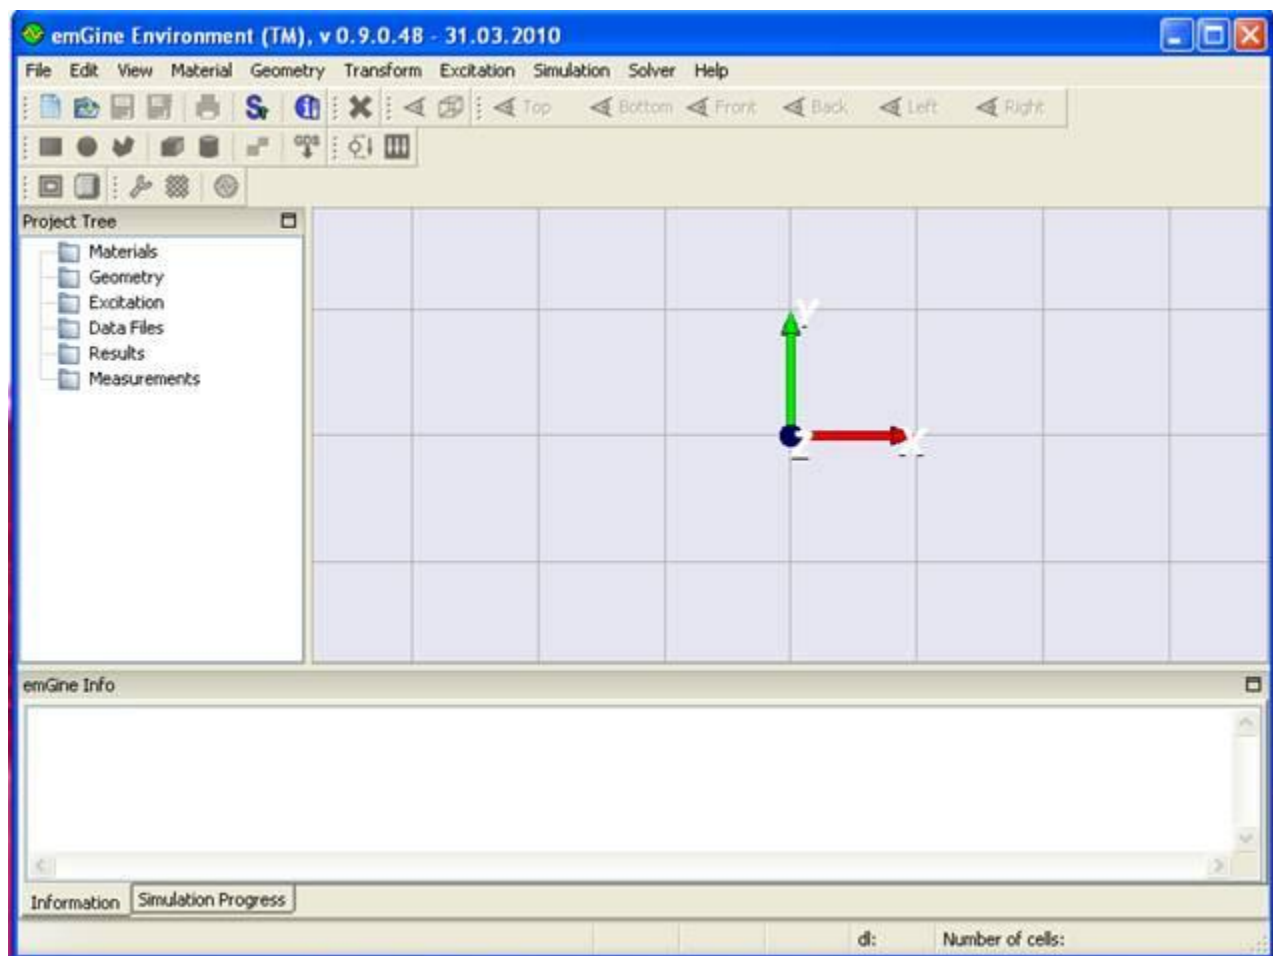 emGine Environment (TM), v 0.9.0.48 - 31.03.2010
File Edit View Material Geometry Transform Excitation Simulation Solver Help
Top Bottom Front Back Left Right
GDS
Project Tree
Materials
Geometry
Excitation
Data Files
Results
Measurements
Y
Z X
emGine Info
Information Simulation Progress
dl: Number of cells: